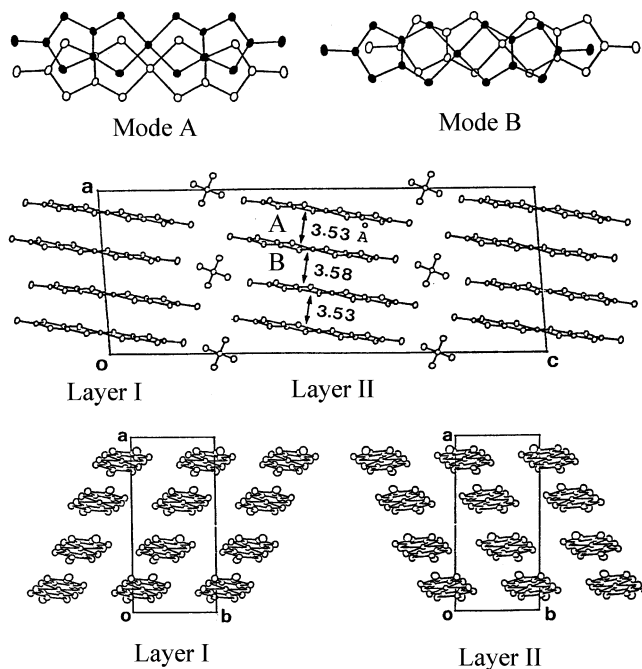 Mode A
Mode B
a
A
3.53 Å
B
3.58
3.53
o
c
Layer I
Layer II
a
a
o
b
o
b
Layer I
Layer II